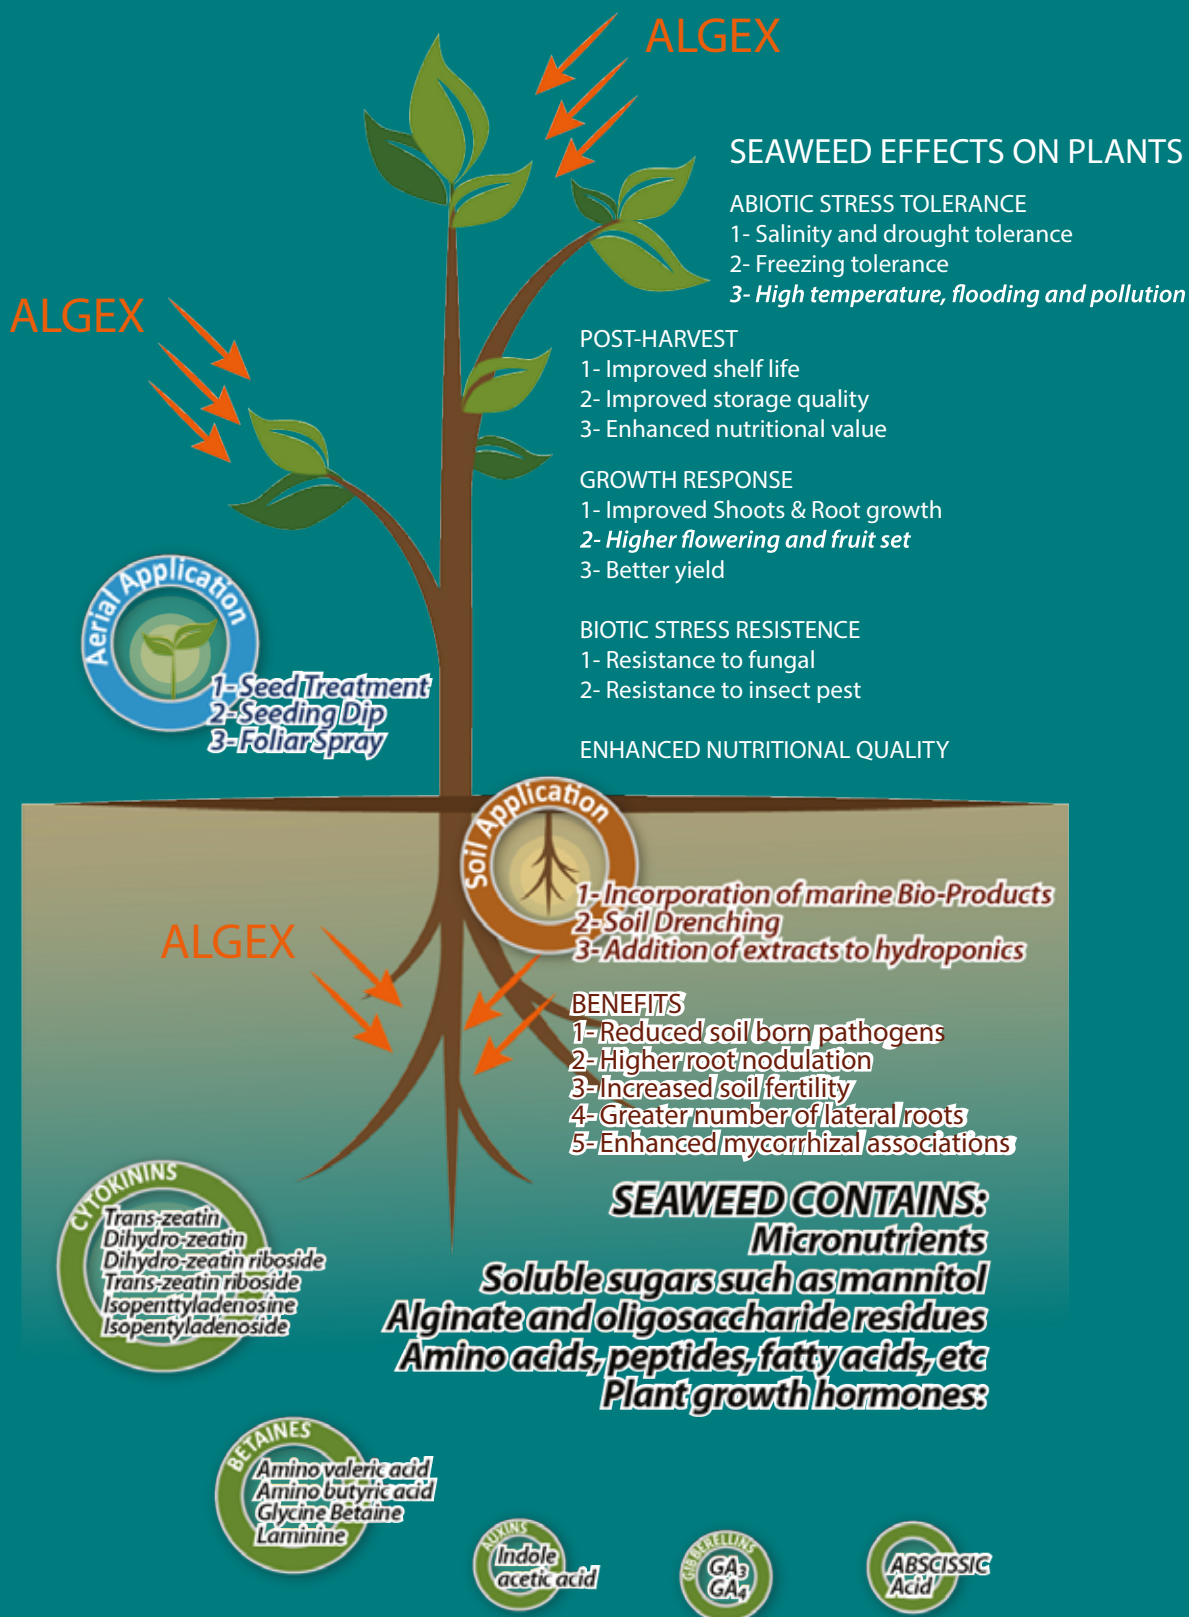 ALGEX
SEAWEED EFFECTS ON PLANTS
ABIOTIC STRESS TOLERANCE
1- Salinity and drought tolerance
2- Freezing tolerance
3- High temperature, flooding and pollution
ALGEX
POST-HARVEST
1- Improved shelf life
2- Improved storage quality
3- Enhanced nutritional value
GROWTH RESPONSE
1- Improved Shoots & Root growth
2- Higher flowering and fruit set
3- Better yield
Aerial Application
1- Seed Treatment
2- Seeding Dip
3- Foliar Spray
BIOTIC STRESS RESISTENCE
1- Resistance to fungal
2- Resistance to insect pest
ENHANCED NUTRITIONAL QUALITY
Soil Application
1- Incorporation of marine Bio-Products
2- Soil Drenching
3- Addition of extracts to hydroponics
ALGEX
BENEFITS
1- Reduced soil born pathogens
2- Higher root nodulation
3- Increased soil fertility
4- Greater number of lateral roots
5- Enhanced mycorrhizal associations
CYTOKININS
Trans-zeatin
Dihydro-zeatin
Dihydro-zeatin riboside
Trans-zeatin riboside
Isopenttyladenosine
Isopentyladenoside
SEAWEED CONTAINS:
Micronutrients
Soluble sugars such as mannitol
Alginate and oligosaccharide residues
Amino acids, peptides, fatty acids, etc
Plant growth hormones:
BETAINES
Amino valeric acid
Amino butyric acid
Glycine Betaine
Laminine
AUXINS
Indole
acetic acid
GIBBERELLINS
GA3
GA4
ABSCISSIC
Acid